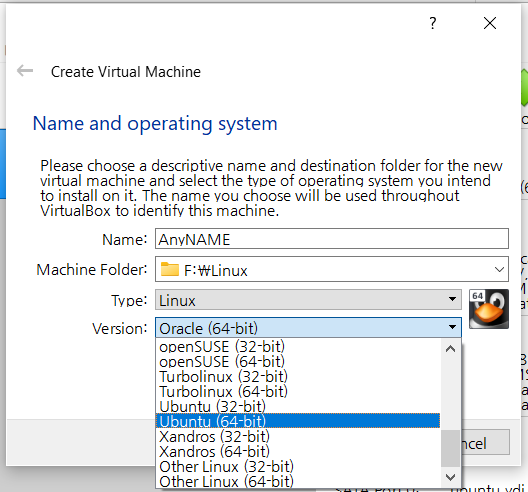 ?
Create Virtual Machine
Name and operating system
Please choose a descriptive name and destination folder for the new
virtual machine and select the type of operating system you intend
to install on it. The name you choose will be used throughout
VirtualBox to identify this machine.
Name: AnyNAME
Machine Folder: F:₩Linux
Type: Linux
64
Version: Oracle (64-bit)
openSUSE (32-bit)
openSUSE (64-bit)
Turbolinux (32-bit)
Turbolinux (64-bit)
Ubuntu (32-bit)
Ubuntu (64-bit)
Xandros (32-bit)
Xandros (64-bit)
Other Linux (32-bit)
Other Linux (64-bit)
ncel